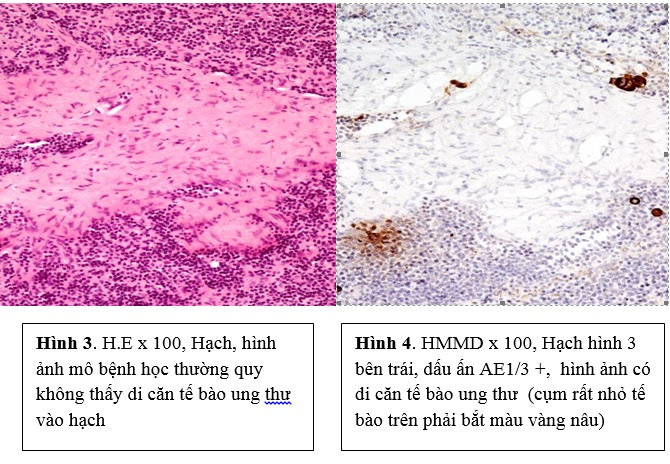 Hình 3. H.E x 100, Hạch, hình
ảnh mô bệnh học thường quy
không thấy di căn tế bào ung thư
vào hạch
Hình 4. HMMD x 100, Hạch hình 3
bên trái, dấu ấn AE1/3 +, hình ảnh có
di căn tế bào ung thư (cụm rất nhỏ tế
bào trên phải bắt màu vàng nâu)